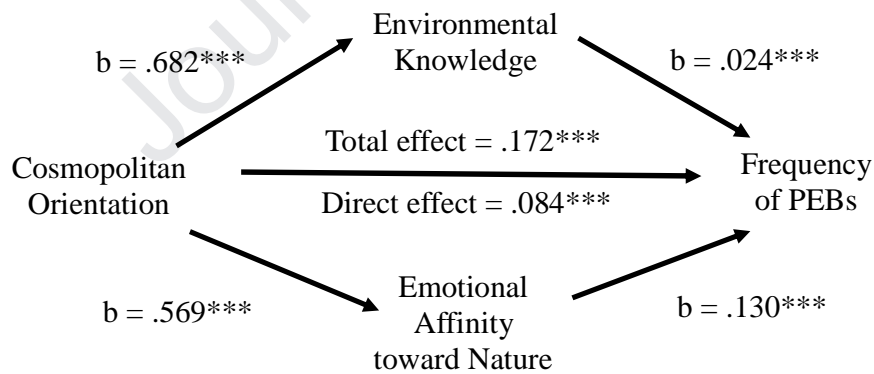 Environmental
Knowledge
b = .682***
b = .024***
Total effect = .172***
Cosmopolitan
Orientation
Frequency
of PEBs
Direct effect = .084***
b = .569***
Emotional
Affinity
toward Nature
b = .130***